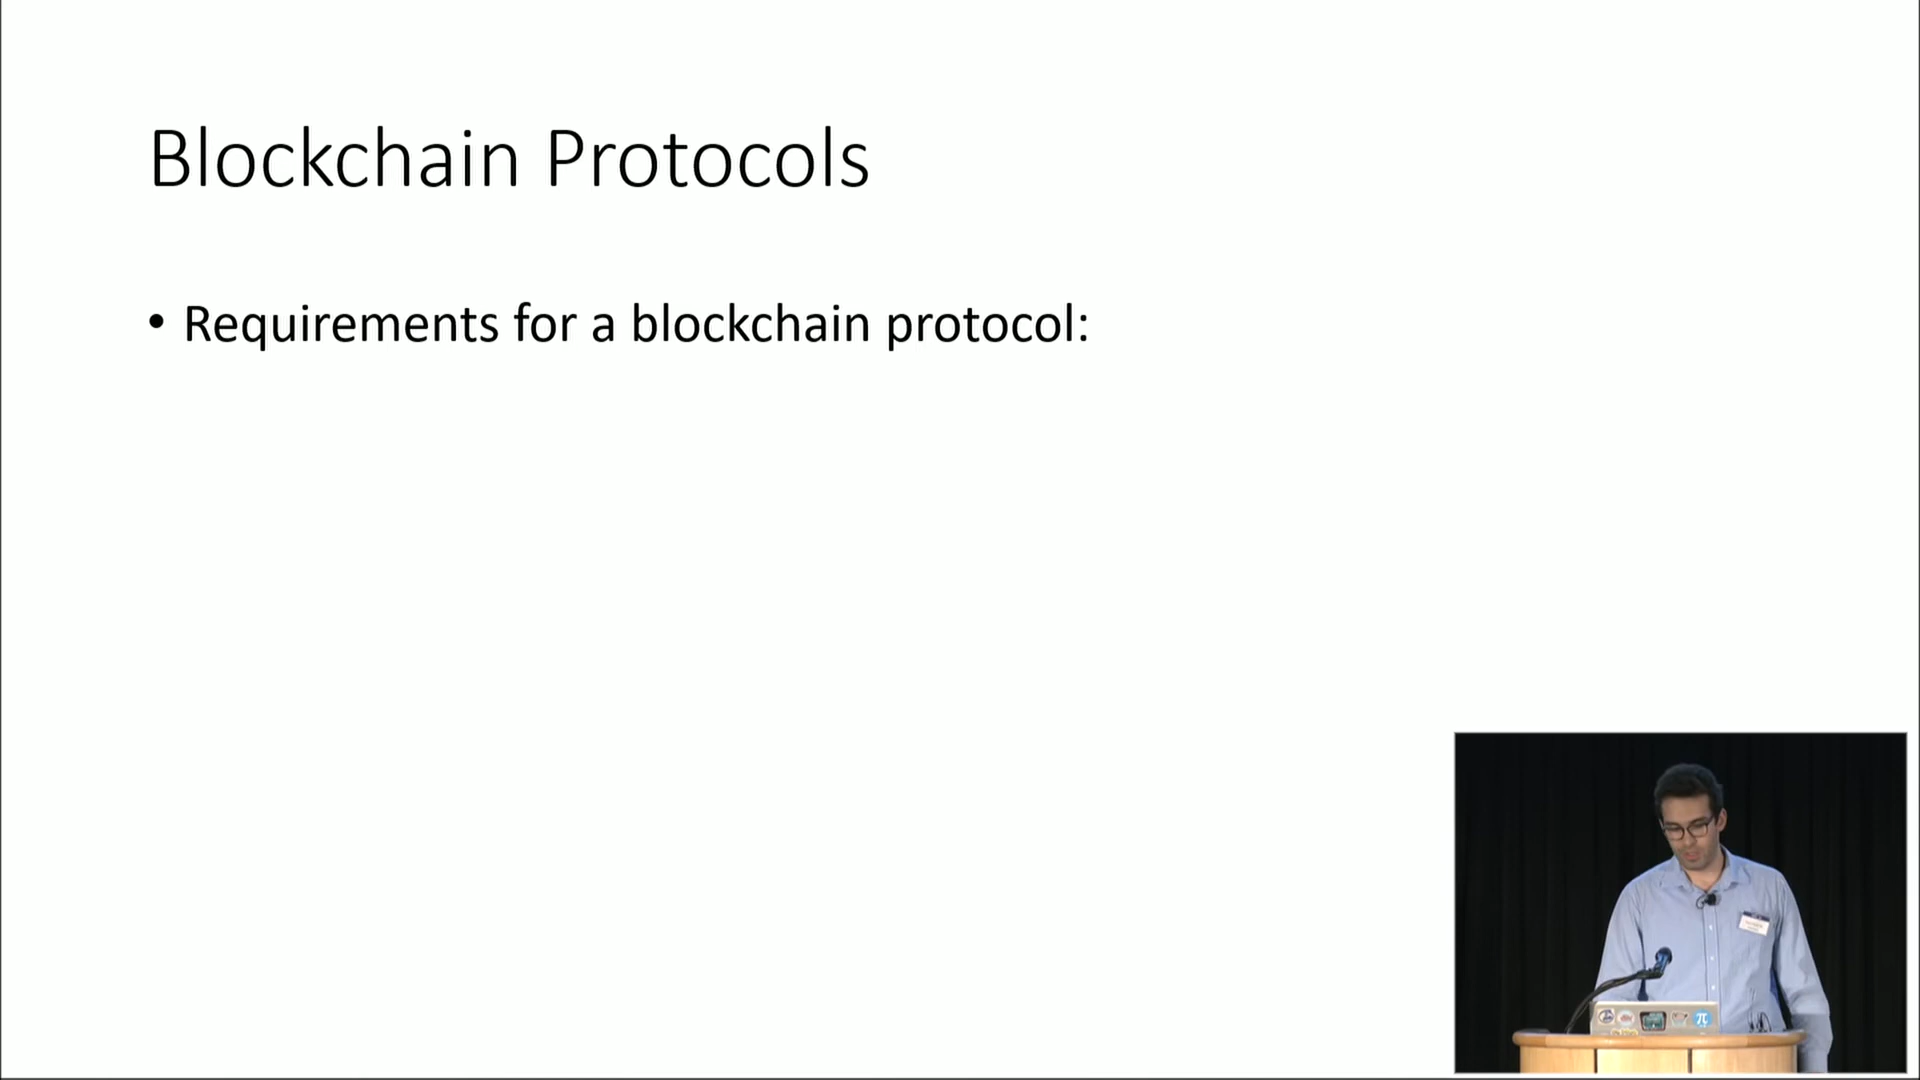 Blockchain Protocols
• Requirements for a blockchain protocol:
π